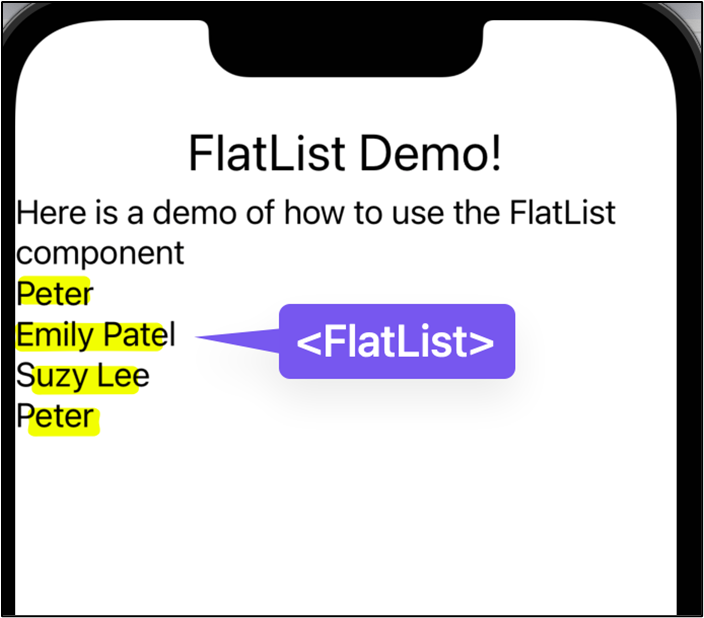 FlatList Demo!
Here is a demo of how to use the FlatList
component
Peter
Emily Patel
<FlatList>
Suzy Lee
Peter